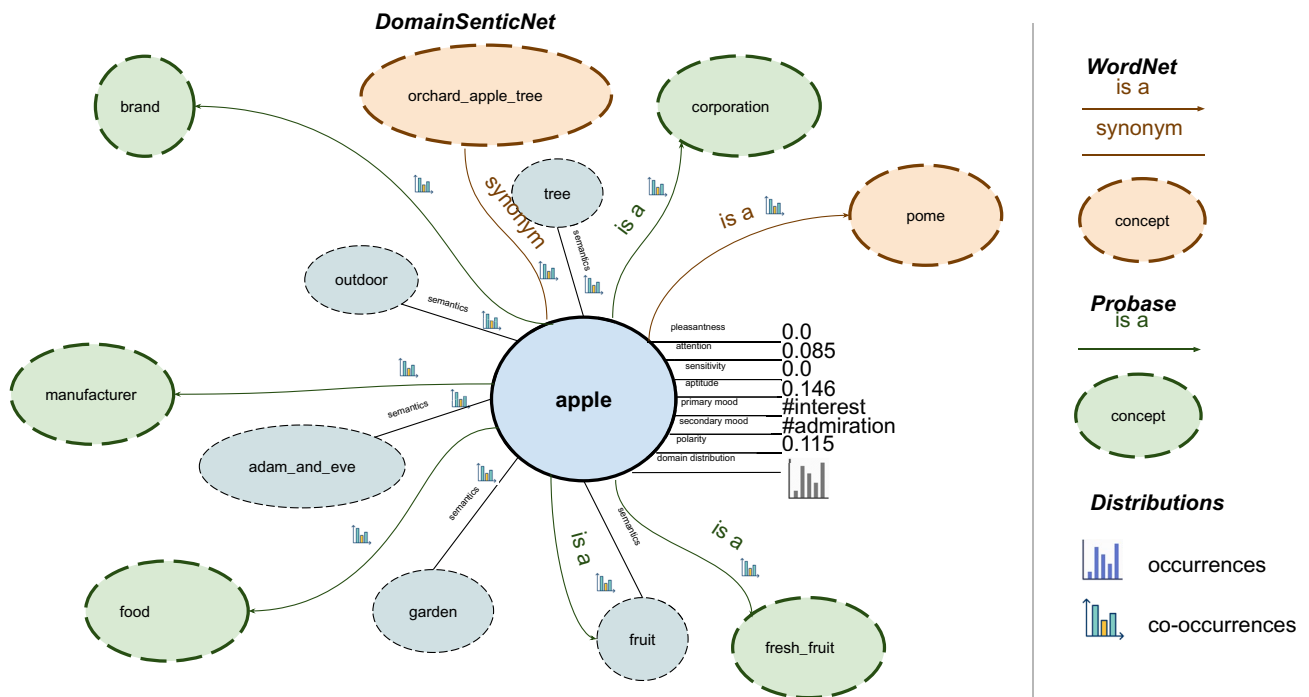 DomainSenticNet
orchard_apple_tree
brand
corporation
tree
pome
synonym
is a
is a
semantics
outdoor
semantics
manufacturer
semantics
adam_and_eve
apple
pleasantness 0.0
attention 0.085
sensitivity 0.0
aptitude 0.146
primary mood #interest
secondary mood #admiration
polarity 0.115
domain distribution
semantics
is a
semantics
is a
food
garden
fruit
fresh_fruit
WordNet
is a
synonym
concept
Probase
is a
concept
Distributions
occurrences
co-occurrences